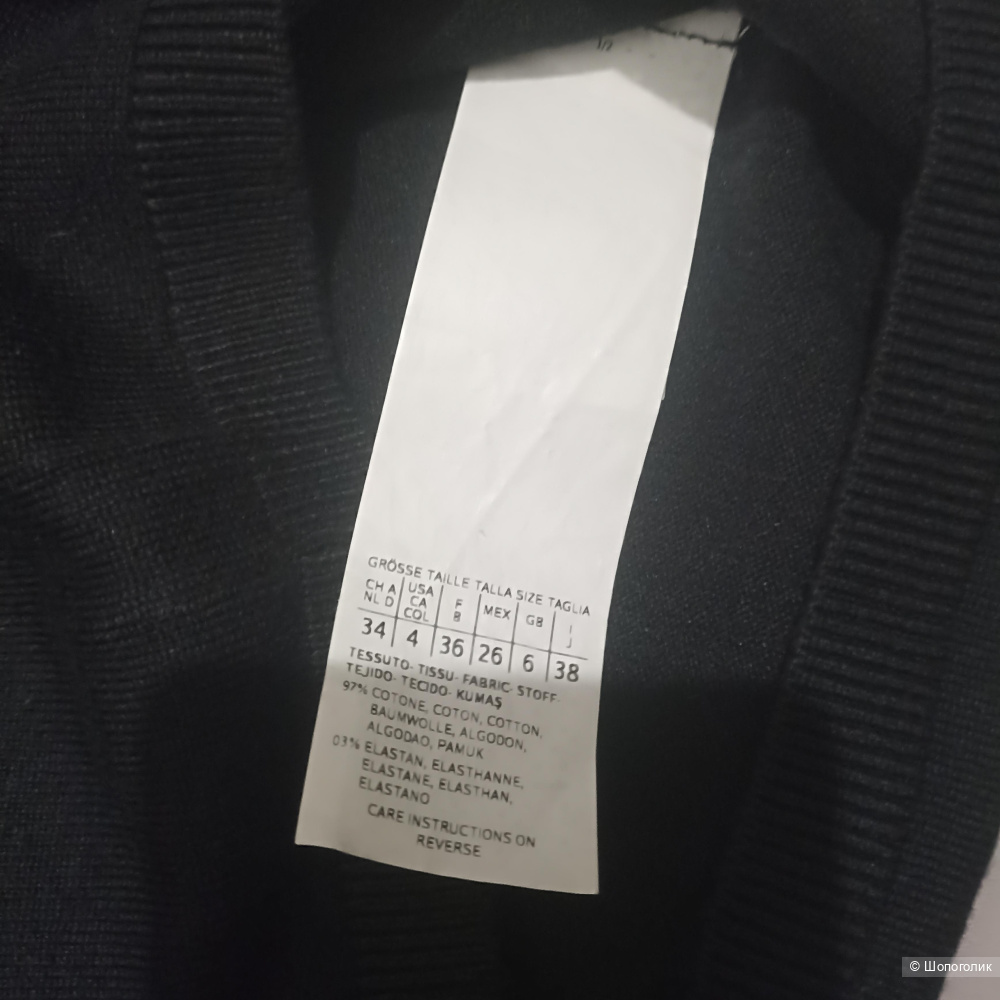 1/2
GRÖSSE TAILLE TALLA SIZE TAGLIA
CH A NL D | USA CA COL | F B | MEX | GB | I J
34 | 4 | 36 | 26 | 6 | 38
TESSUTO- TISSU- FABRIC- STOFF-
TEJIDO- TECIDO- KUMAŞ
97% COTONE, COTON, COTTON,
BAUMWOLLE, ALGODON,
ALGODAO, PAMUK
03% ELASTAN, ELASTHANNE,
ELASTANE, ELASTHAN,
ELASTANO
CARE INSTRUCTIONS ON
REVERSE
© Шопоголик